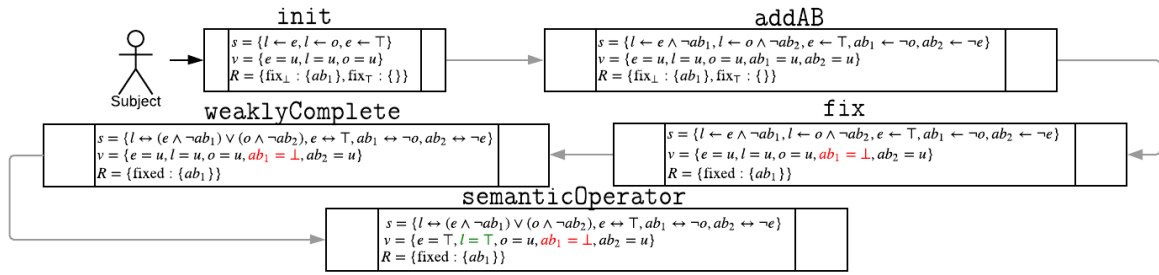 init
s = {l ← e, l ← o, e ← ⊤}
v = {e = u, l = u, o = u}
R = {fix⊥ : {ab₁}, fix⊤ : {}}
Subject
addAB
s = {l ← e ∧ ¬ab₁, l ← o ∧ ¬ab₂, e ← ⊤, ab₁ ← ¬o, ab₂ ← ¬e}
v = {e = u, l = u, o = u, ab₁ = u, ab₂ = u}
R = {fix⊥ : {ab₁}, fix⊤ : {}}
fix
s = {l ← e ∧ ¬ab₁, l ← o ∧ ¬ab₂, e ← ⊤, ab₁ ← ¬o, ab₂ ← ¬e}
v = {e = u, l = u, o = u, ab₁ = ⊥, ab₂ = u}
R = {fixed : {ab₁}}
weaklyComplete
s = {l ↔ (e ∧ ¬ab₁) ∨ (o ∧ ¬ab₂), e ↔ ⊤, ab₁ ↔ ¬o, ab₂ ↔ ¬e}
v = {e = u, l = u, o = u, ab₁ = ⊥, ab₂ = u}
R = {fixed : {ab₁}}
semanticOperator
s = {l ↔ (e ∧ ¬ab₁) ∨ (o ∧ ¬ab₂), e ↔ ⊤, ab₁ ↔ ¬o, ab₂ ↔ ¬e}
v = {e = ⊤, l = ⊤, o = u, ab₁ = ⊥, ab₂ = u}
R = {fixed : {ab₁}}